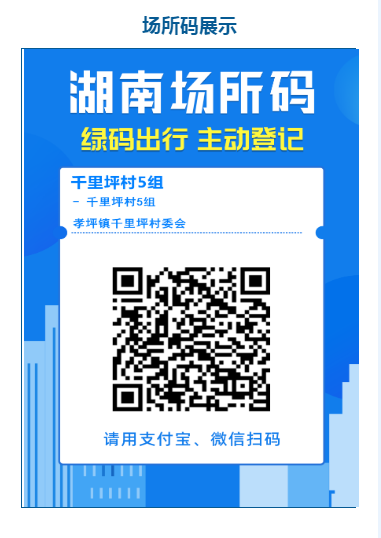 场所码展示
湖南场所码
绿码出行 主动登记
千里坪村5组
- 千里坪村5组
孝坪镇千里坪村委会
请用支付宝、微信扫码